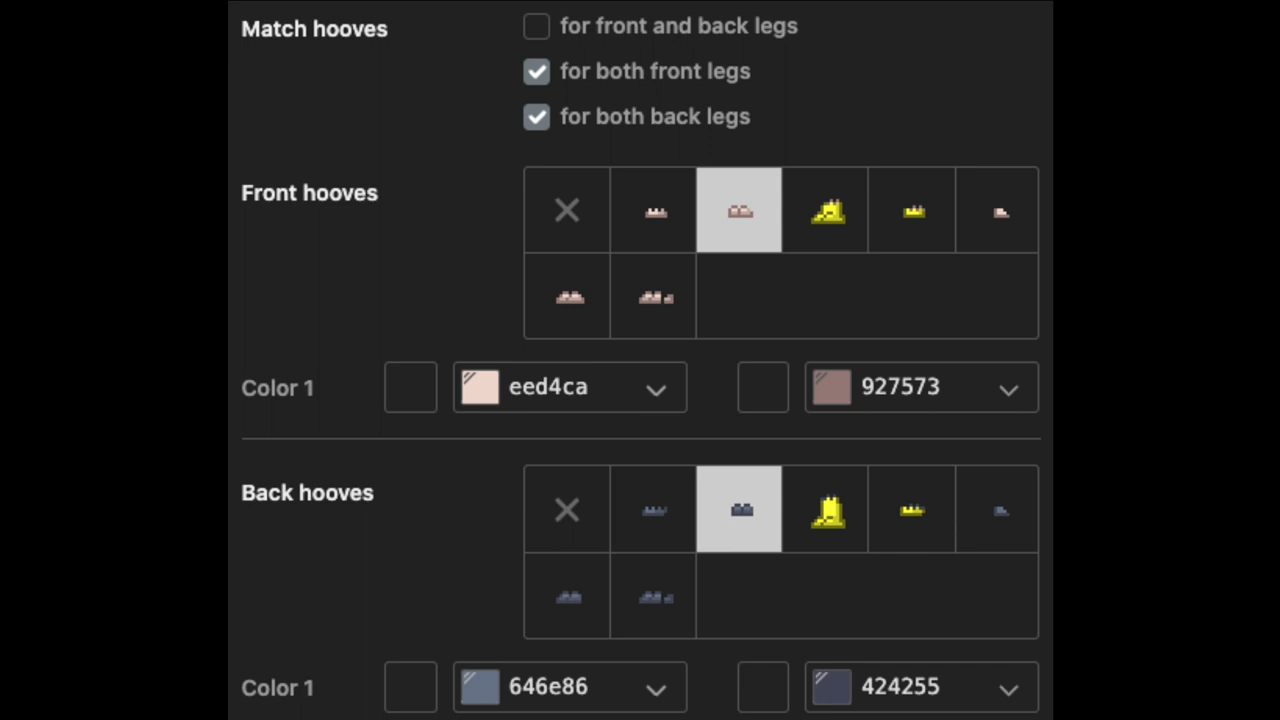 Match hooves
for front and back legs
for both front legs
for both back legs
Front hooves
Color 1 eed4ca 927573
Back hooves
Color 1 646e86 424255